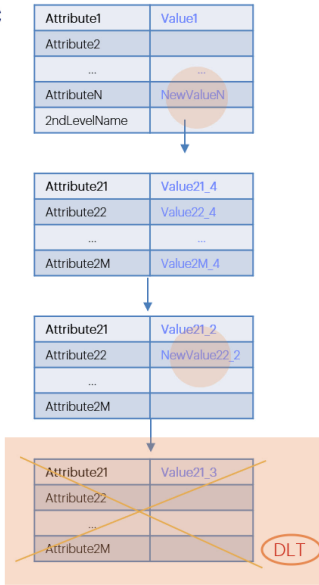 Attribute1 Value1
Attribute2
... ...
AttributeN NewValueN
2ndLevelName
Attribute21 Value21_4
Attribute22 Value22_4
... ...
Attribute2M Value2M_4
Attribute21 Value21_2
Attribute22 NewValue22_2
...
Attribute2M
Attribute21 Value21_3
Attribute22
...
Attribute2M DLT